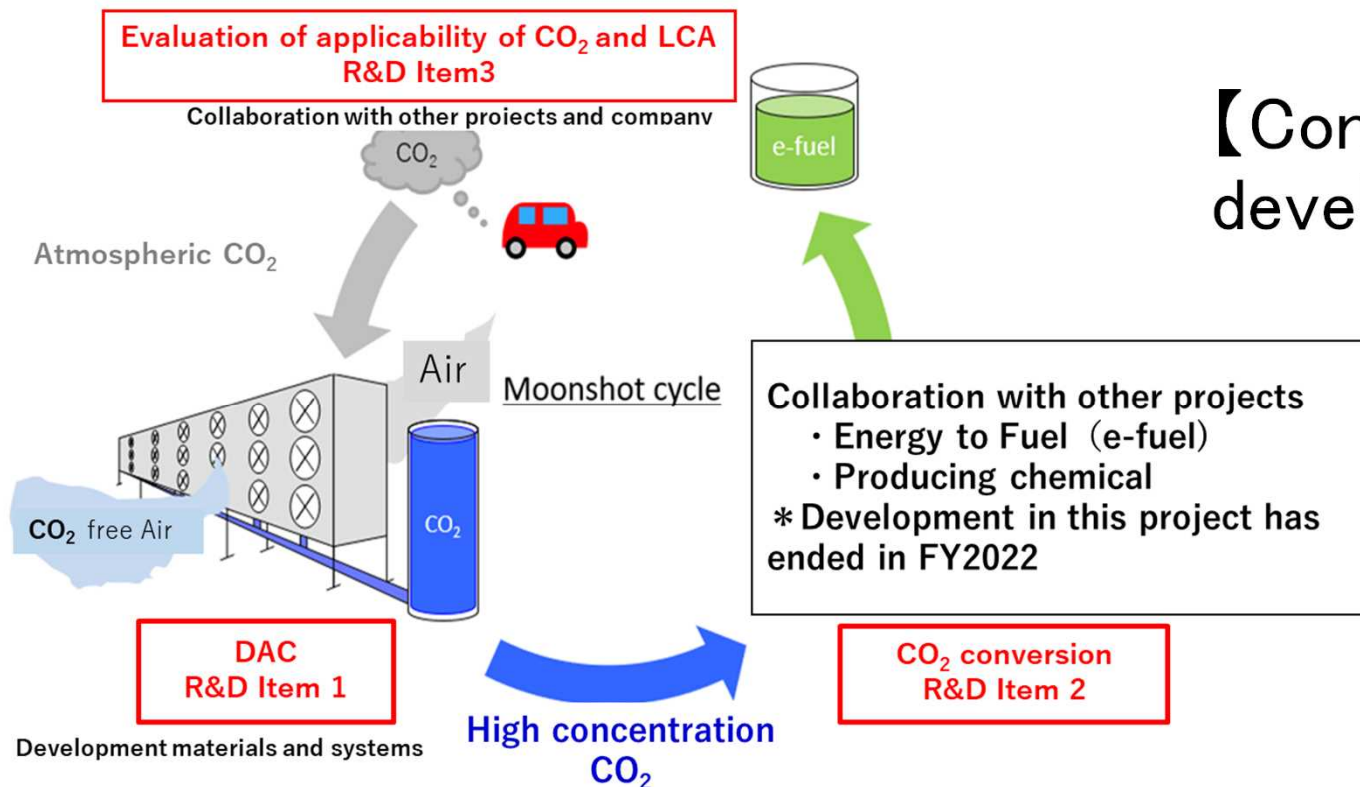 Evaluation of applicability of CO₂ and LCA
R&D Item3
Collaboration with other projects and company
CO₂
e-fuel
【Con
deve
Atmospheric CO₂
Air
Moonshot cycle
CO₂ free Air
CO₂
Collaboration with other projects
・Energy to Fuel（e-fuel）
・Producing chemical
＊Development in this project has
ended in FY2022
DAC
R&D Item 1
Development materials and systems
High concentration
CO₂
CO₂ conversion
R&D Item 2